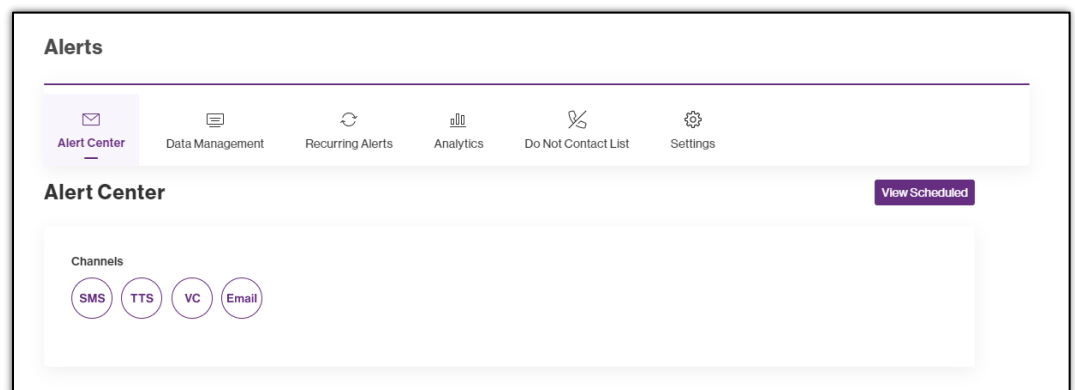 Alerts
Alert Center Data Management Recurring Alerts Analytics Do Not Contact List Settings
Alert Center View Scheduled
Channels
SMS TTS VC Email